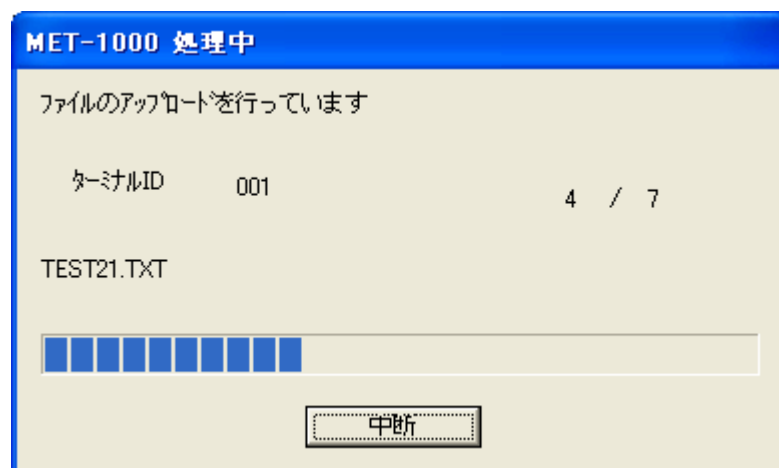 MET-1000 処理中
ファイルのアップロードを行っています
ターミナルID 001 4 / 7
TEST21.TXT
中断